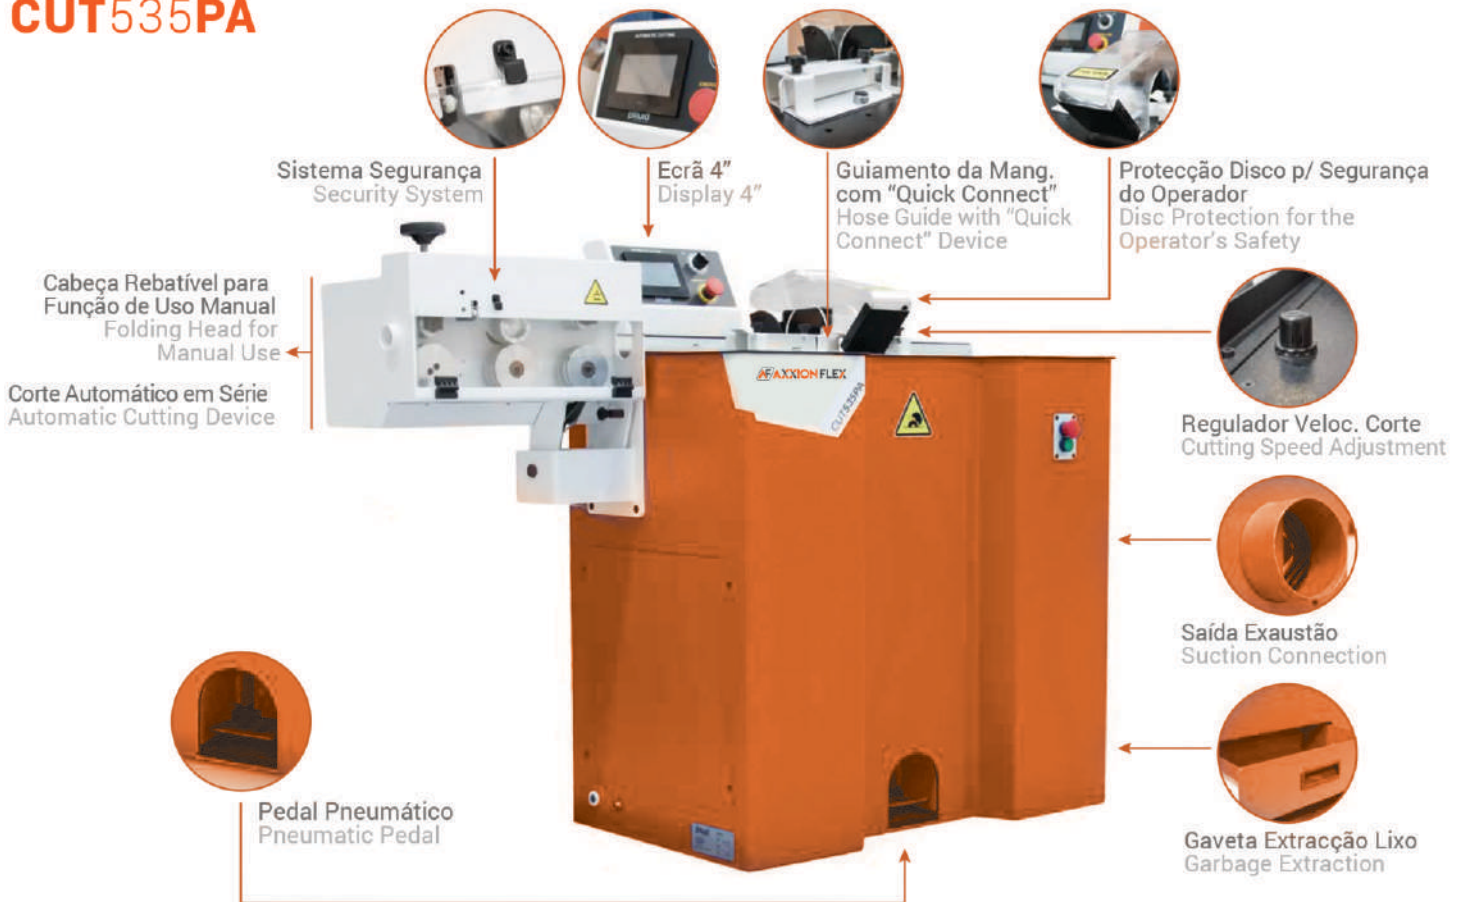 CUT535PA
AUTOMATIC CUTTING
Sistema Segurança
Security System
Ecrã 4”
Display 4”
Guiamento da Mang.
com “Quick Connect”
Hose Guide with “Quick
Connect” Device
Protecção Disco p/ Segurança
do Operador
Disc Protection for the
Operator's Safety
Cabeça Rebatível para
Função de Uso Manual
Folding Head for
Manual Use
Corte Automático em Série
Automatic Cutting Device
AF AXXIONFLEX
CUT535PA
Regulador Veloc. Corte
Cutting Speed Adjustment
Saída Exaustão
Suction Connection
Pedal Pneumático
Pneumatic Pedal
Gaveta Extracção Lixo
Garbage Extraction